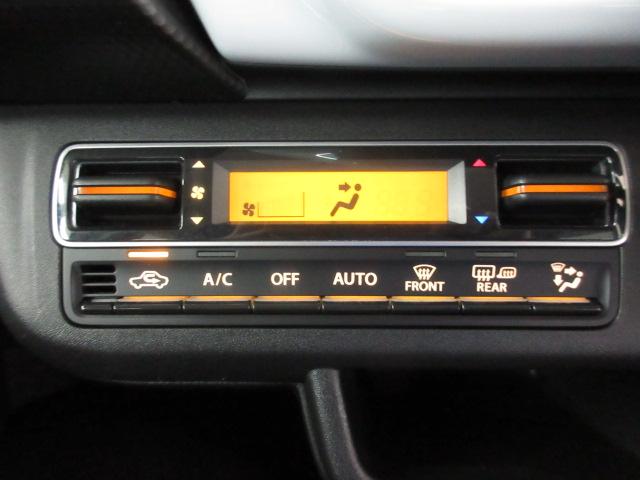 A/C OFF AUTO FRONT REAR